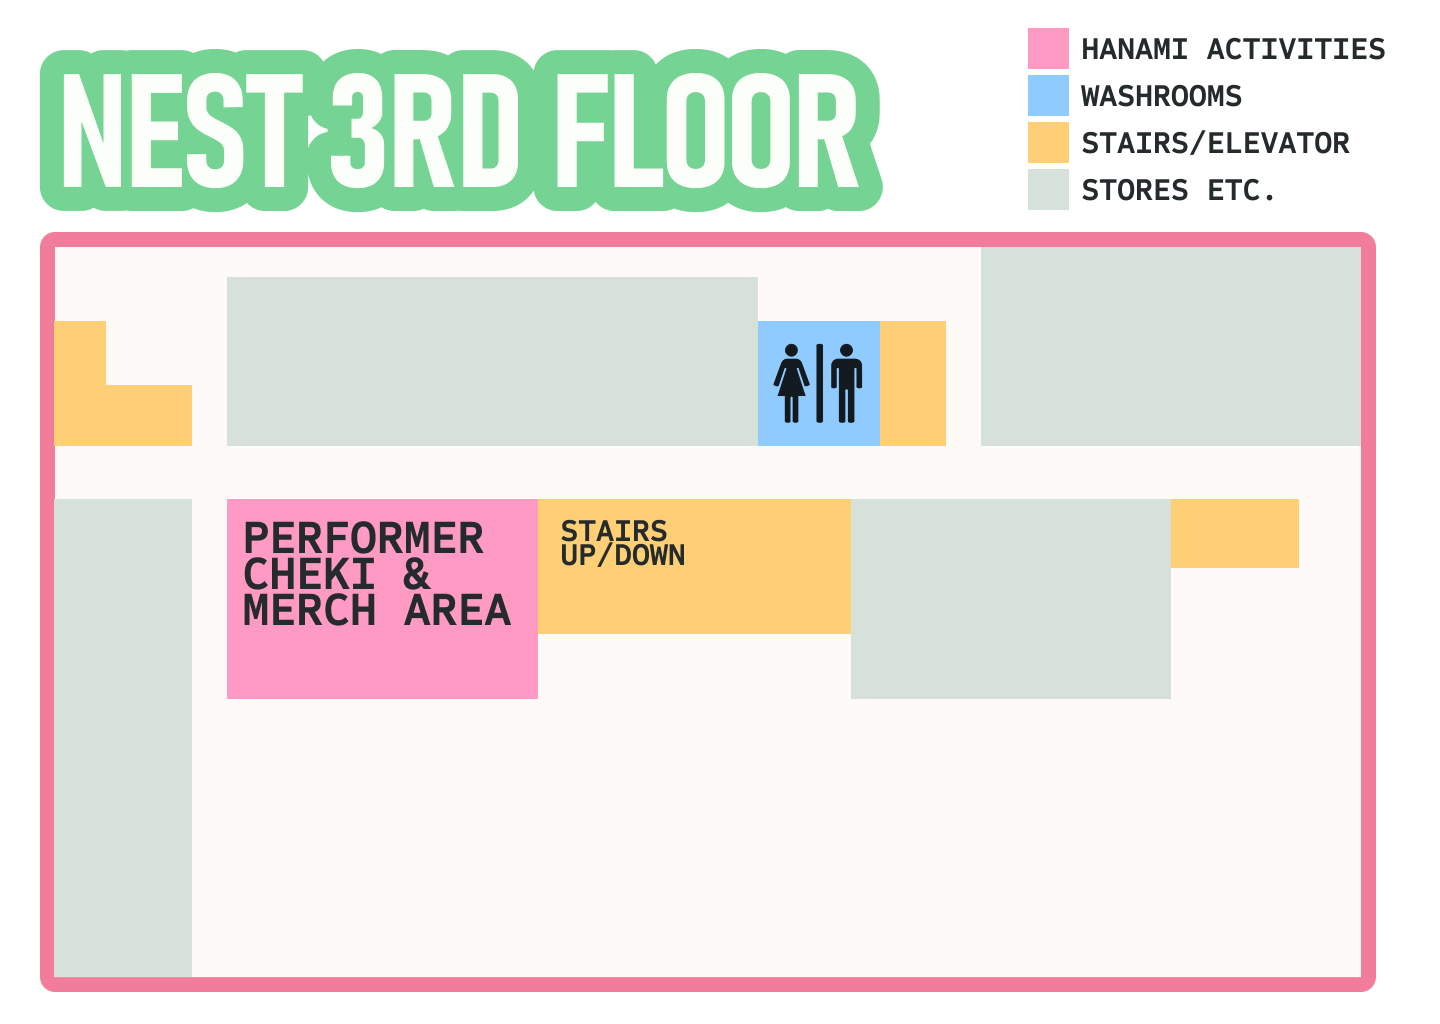 NEST 3RD FLOOR
HANAMI ACTIVITIES
WASHROOMS
STAIRS/ELEVATOR
STORES ETC.
PERFORMER
CHEKI &
MERCH AREA
STAIRS
UP/DOWN